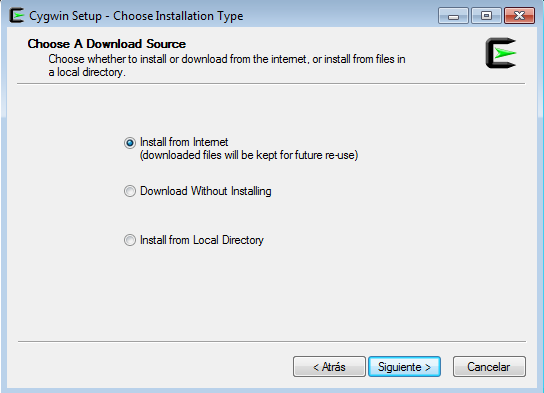 Cygwin Setup - Choose Installation Type
Choose A Download Source
Choose whether to install or download from the internet, or install from files in
a local directory.
Install from Internet
(downloaded files will be kept for future re-use)
Download Without Installing
Install from Local Directory
< Atrás
Siguiente >
Cancelar